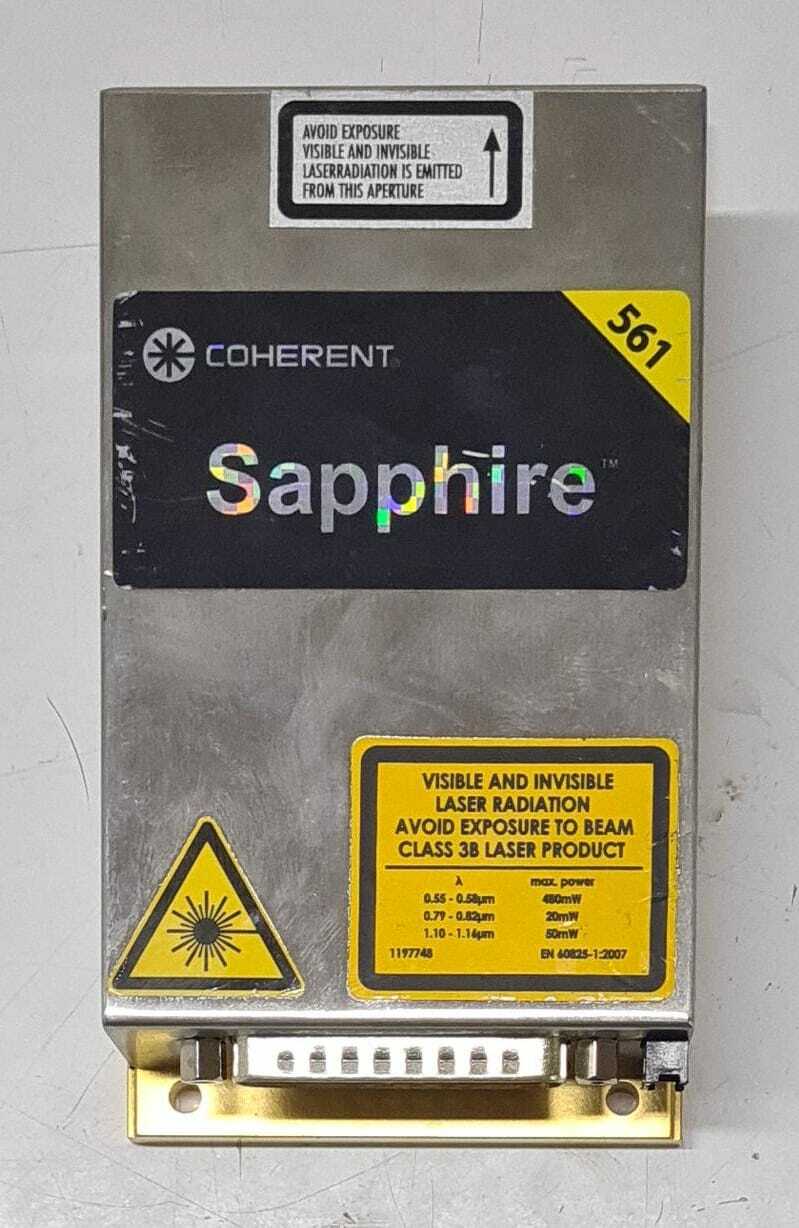 AVOID EXPOSURE
VISIBLE AND INVISIBLE
LASERRADIATION IS EMITTED
FROM THIS APERTURE
561
COHERENT®
Sapphire™
VISIBLE AND INVISIBLE
LASER RADIATION
AVOID EXPOSURE TO BEAM
CLASS 3B LASER PRODUCT
λ max. power
0.55 - 0.58µm 480mW
0.79 - 0.82µm 20mW
1.10 - 1.16µm 50mW
1197748 EN 60825-1:2007